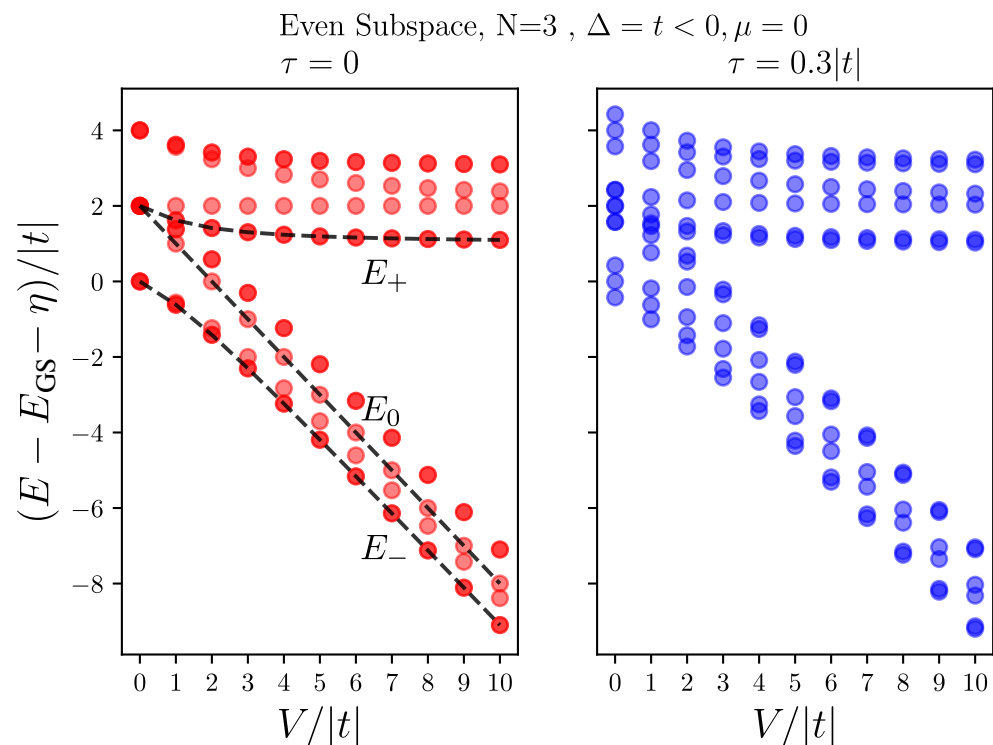 Even Subspace, N=3 , Δ = t < 0, μ = 0
τ = 0
τ = 0.3|t|
(E − E_GS − η)/|t|
4
2
0
−2
−4
−6
−8
E_+
E_0
E_−
0 1 2 3 4 5 6 7 8 9 10
0 1 2 3 4 5 6 7 8 9 10
V/|t|
V/|t|